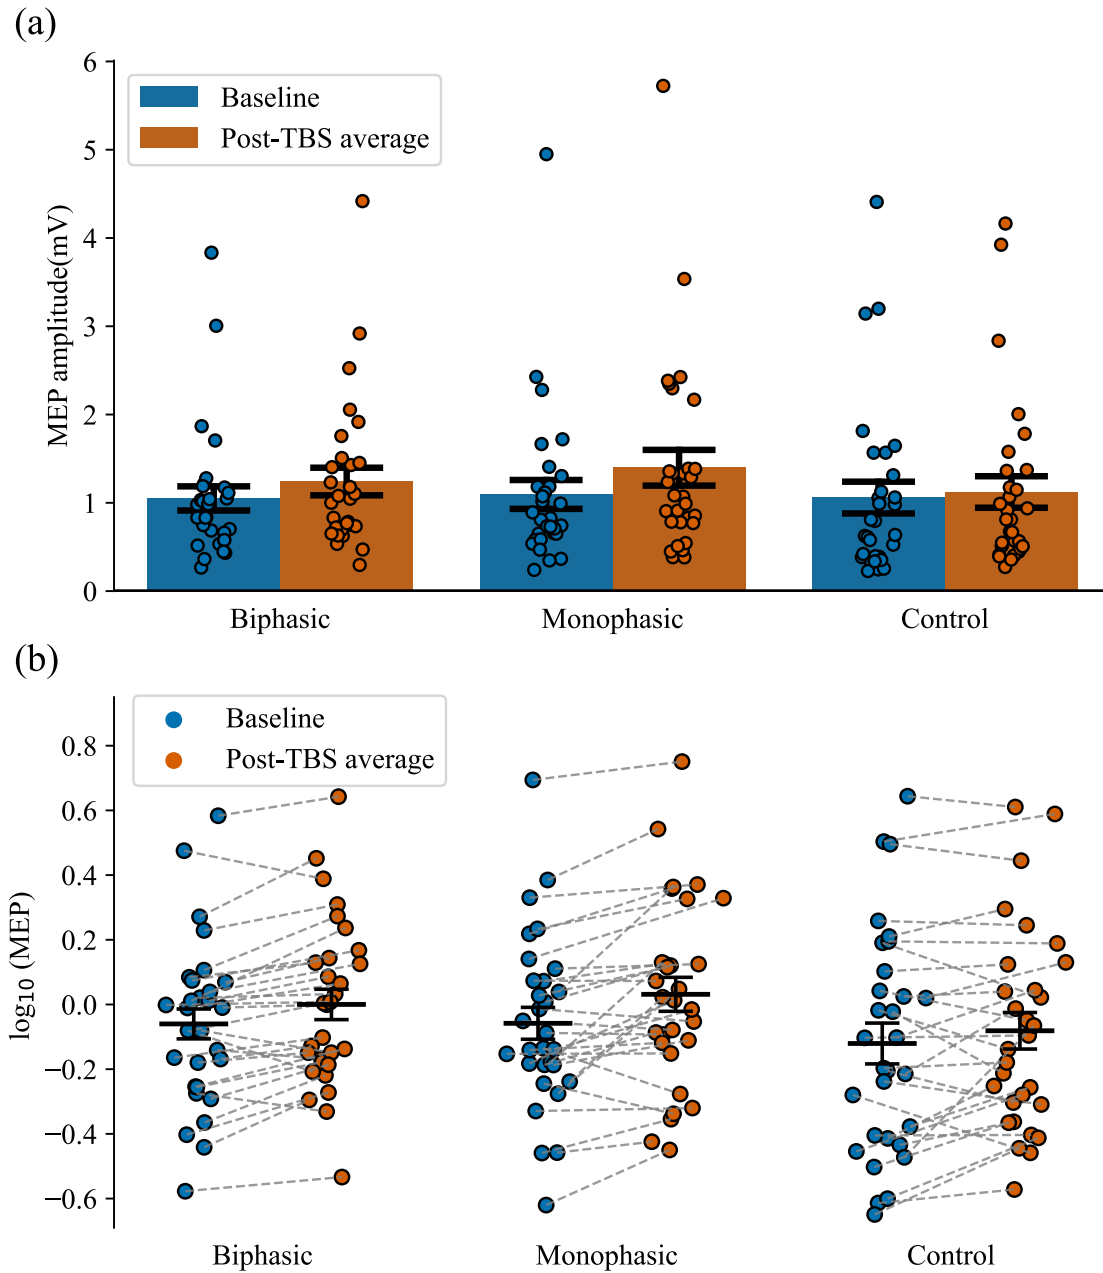 (a)
6
5
4
3
2
1
0
MEP amplitude(mV)
Baseline
Post-TBS average
Biphasic
Monophasic
Control
(b)
0.8
0.6
0.4
0.2
0.0
−0.2
−0.4
−0.6
log10 (MEP)
Baseline
Post-TBS average
Biphasic
Monophasic
Control